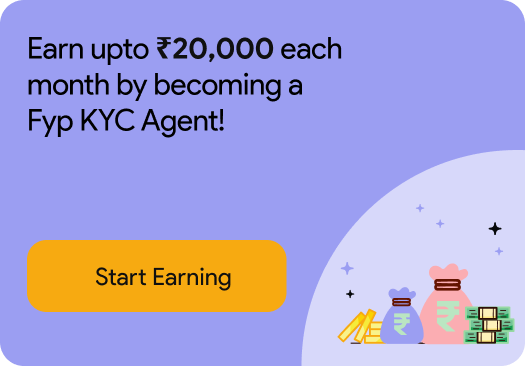 Earn upto ₹20,000 each
month by becoming a
Fyp KYC Agent!
Start Earning
₹
₹